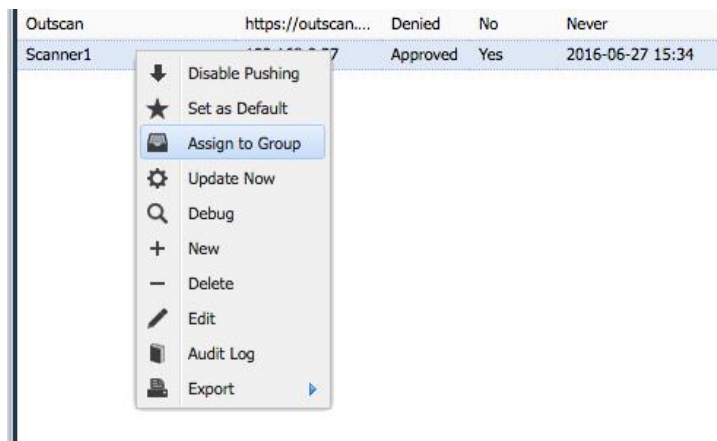 Outscan https://outscan.... Denied No Never
Scanner1 Approved Yes 2016-06-27 15:34
Disable Pushing
Set as Default
Assign to Group
Update Now
Debug
New
Delete
Edit
Audit Log
Export